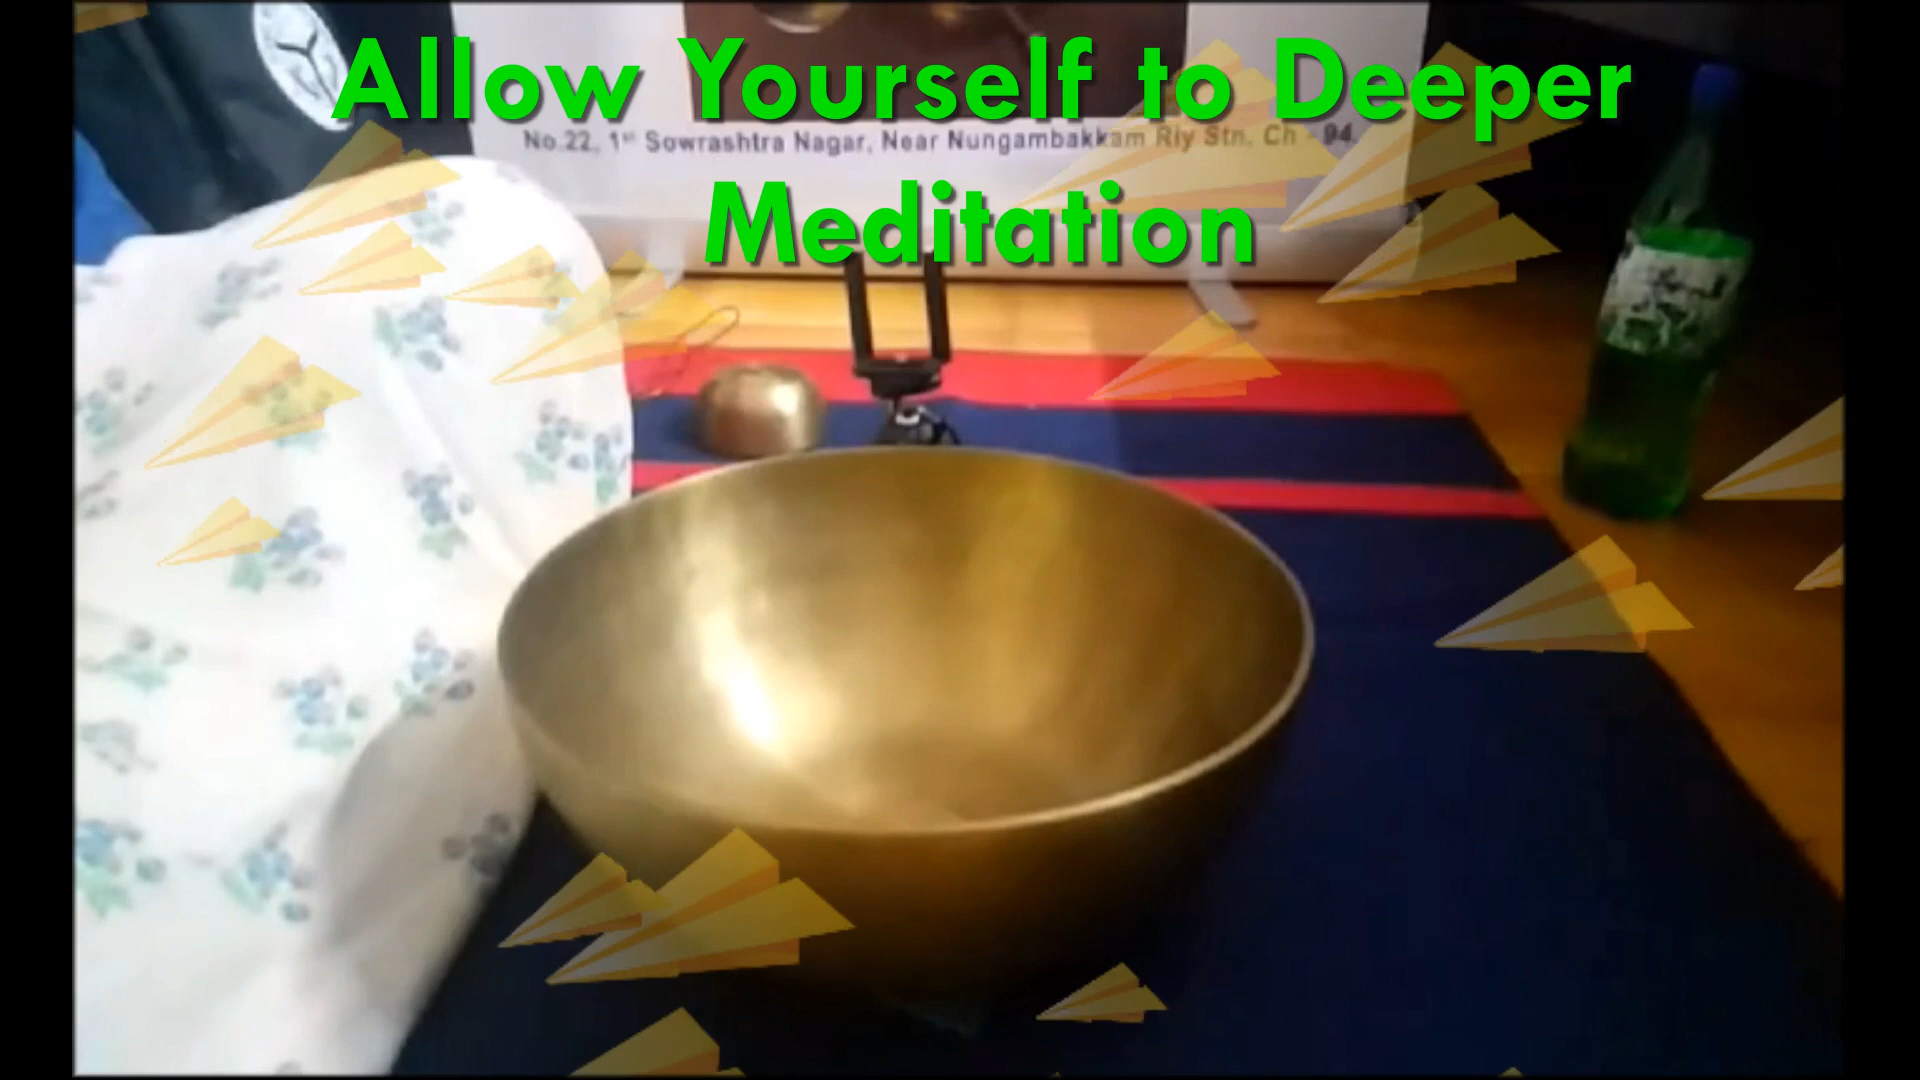 Allow Yourself to Deeper
No.22, 1st Sowrashtra Nagar, Near Nungambakkam Rly Stn, Ch - 94.
Meditation